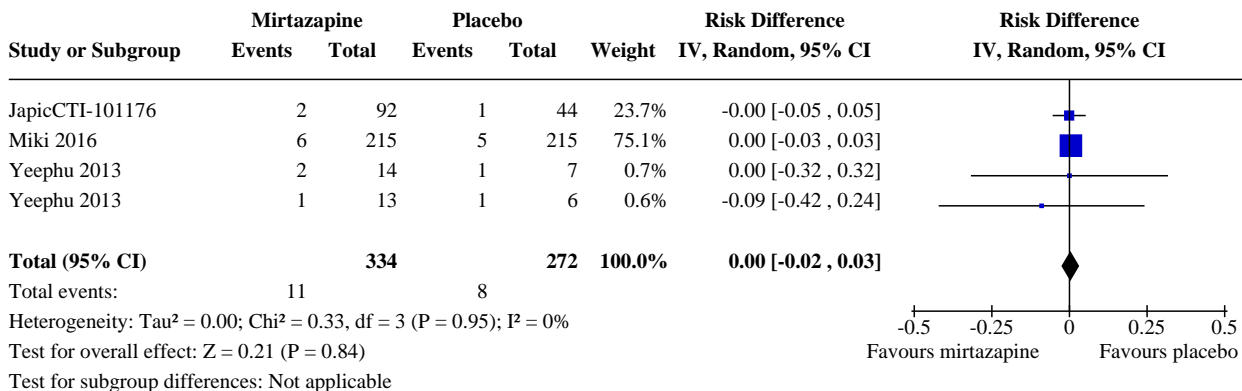 Mirtazapine Placebo Risk Difference Risk Difference
Study or Subgroup Events Total Events Total Weight IV, Random, 95% CI IV, Random, 95% CI
JapicCTI-101176 2 92 1 44 23.7% -0.00 [-0.05 , 0.05]
Miki 2016 6 215 5 215 75.1% 0.00 [-0.03 , 0.03]
Yeephu 2013 2 14 1 7 0.7% 0.00 [-0.32 , 0.32]
Yeephu 2013 1 13 1 6 0.6% -0.09 [-0.42 , 0.24]
Total (95% CI) 334 272 100.0% 0.00 [-0.02 , 0.03]
Total events: 11 8
Heterogeneity: Tau² = 0.00; Chi² = 0.33, df = 3 (P = 0.95); I² = 0%
Test for overall effect: Z = 0.21 (P = 0.84)
Test for subgroup differences: Not applicable
-0.5 -0.25 0 0.25 0.5
Favours mirtazapine Favours placebo